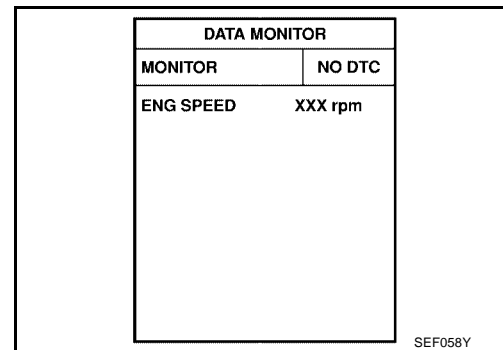 DATA MONITOR
MONITOR NO DTC
ENG SPEED XXX rpm
SEF058Y